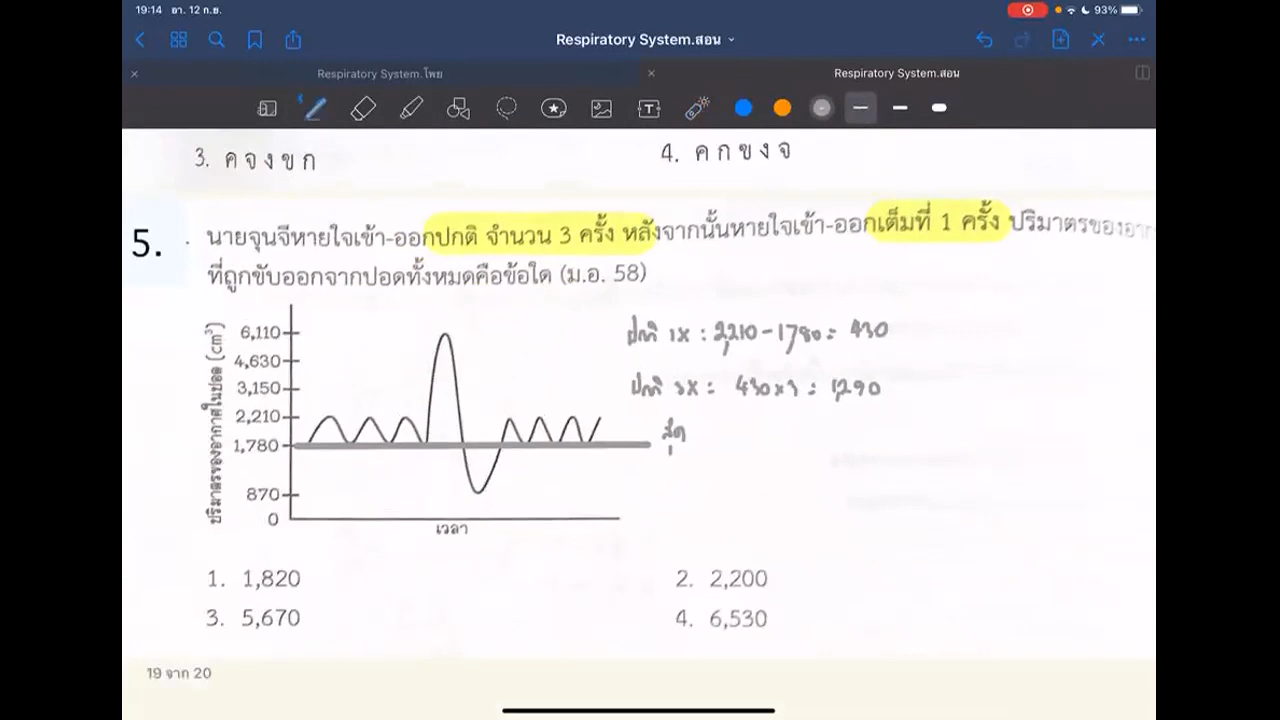 19:14 อา. 12 ก.ย.
93%
Respiratory System.สอน
Respiratory System.โพย
Respiratory System.สอน
3. ค จ ง ข ก
4. ค ก ข ง จ
5. นายจุนจีหายใจเข้า-ออกปกติ จำนวน 3 ครั้ง หลังจากนั้นหายใจเข้า-ออกเต็มที่ 1 ครั้ง ปริมาตรของอา
ที่ถูกขับออกจากปอดทั้งหมดคือข้อใด (ม.อ. 58)
ปริมาตรของอากาศในปอด (cm³)
6,110
4,630
3,150
2,210
1,780
870
0
เวลา
ปกติ 1x : 2,210 - 1780 = 430
ปกติ 3x = 430 x 3 = 1,290
สุด
1. 1,820
2. 2,200
3. 5,670
4. 6,530
19 จาก 20